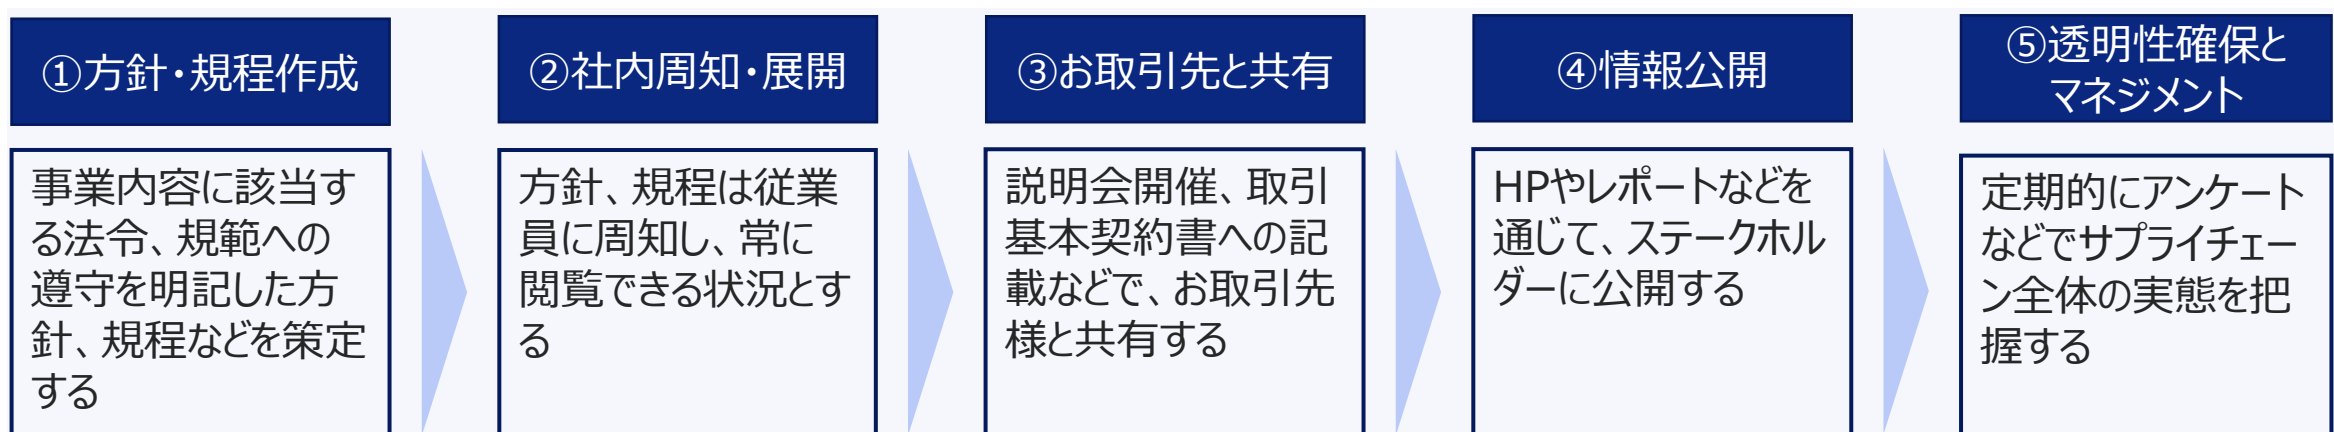 ①方針・規程作成
事業内容に該当す
る法令、規範への
遵守を明記した方
針、規程などを策定
する
②社内周知・展開
方針、規程は従業
員に周知し、常に
閲覧できる状況とす
る
③お取引先と共有
説明会開催、取引
基本契約書への記
載などで、お取引先
様と共有する
④情報公開
HPやレポートなどを
通じて、ステークホル
ダーに公開する
⑤透明性確保と
マネジメント
定期的にアンケート
などでサプライチェー
ン全体の実態を把
握する